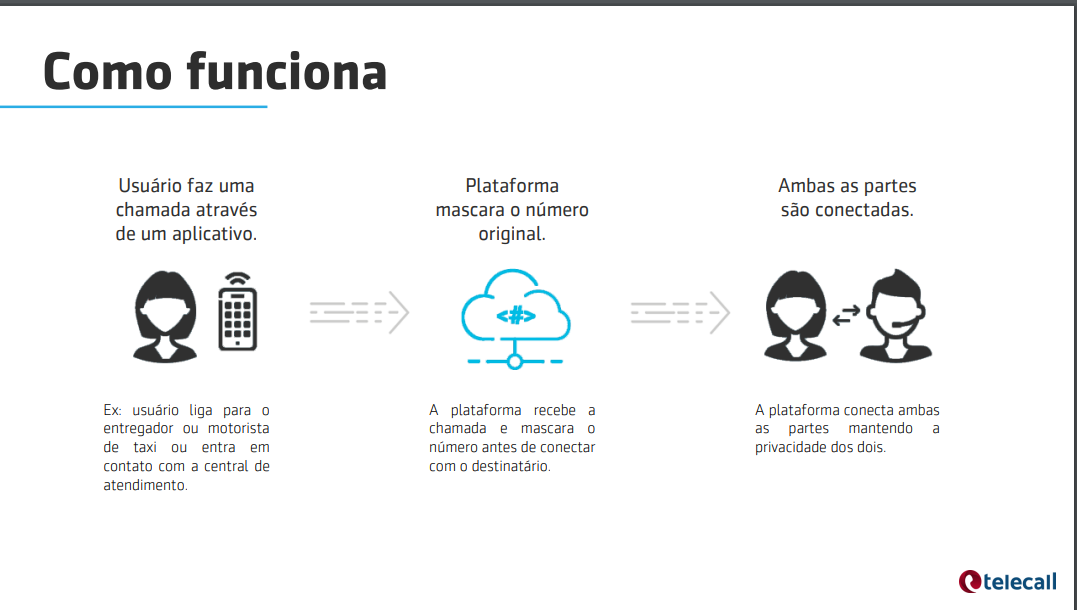 Como funciona
Usuário faz uma
chamada através
de um aplicativo.
Plataforma
mascara o número
original.
Ambas as partes
são conectadas.
<#>
Ex: usuário liga para o
entregador ou motorista
de taxi ou entra em
contato com a central de
atendimento.
A plataforma recebe a
chamada e mascara o
número antes de conectar
com o destinatário.
A plataforma conecta ambas
as partes mantendo a
privacidade dos dois.
telecall